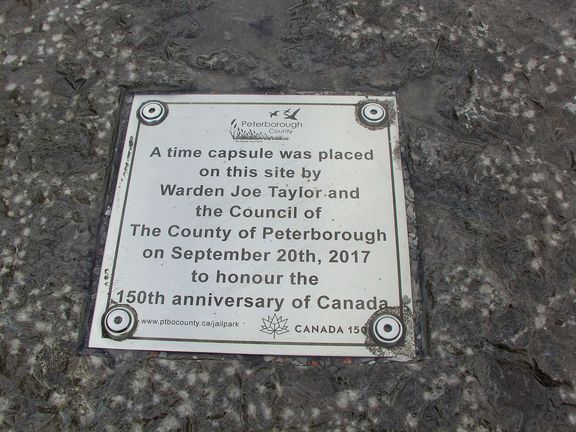 Peterborough
County
A time capsule was placed
on this site by
Warden Joe Taylor and
the Council of
The County of Peterborough
on September 20th, 2017
to honour the
150th anniversary of Canada
www.ptbocounty.ca/jailpark
CANADA 150